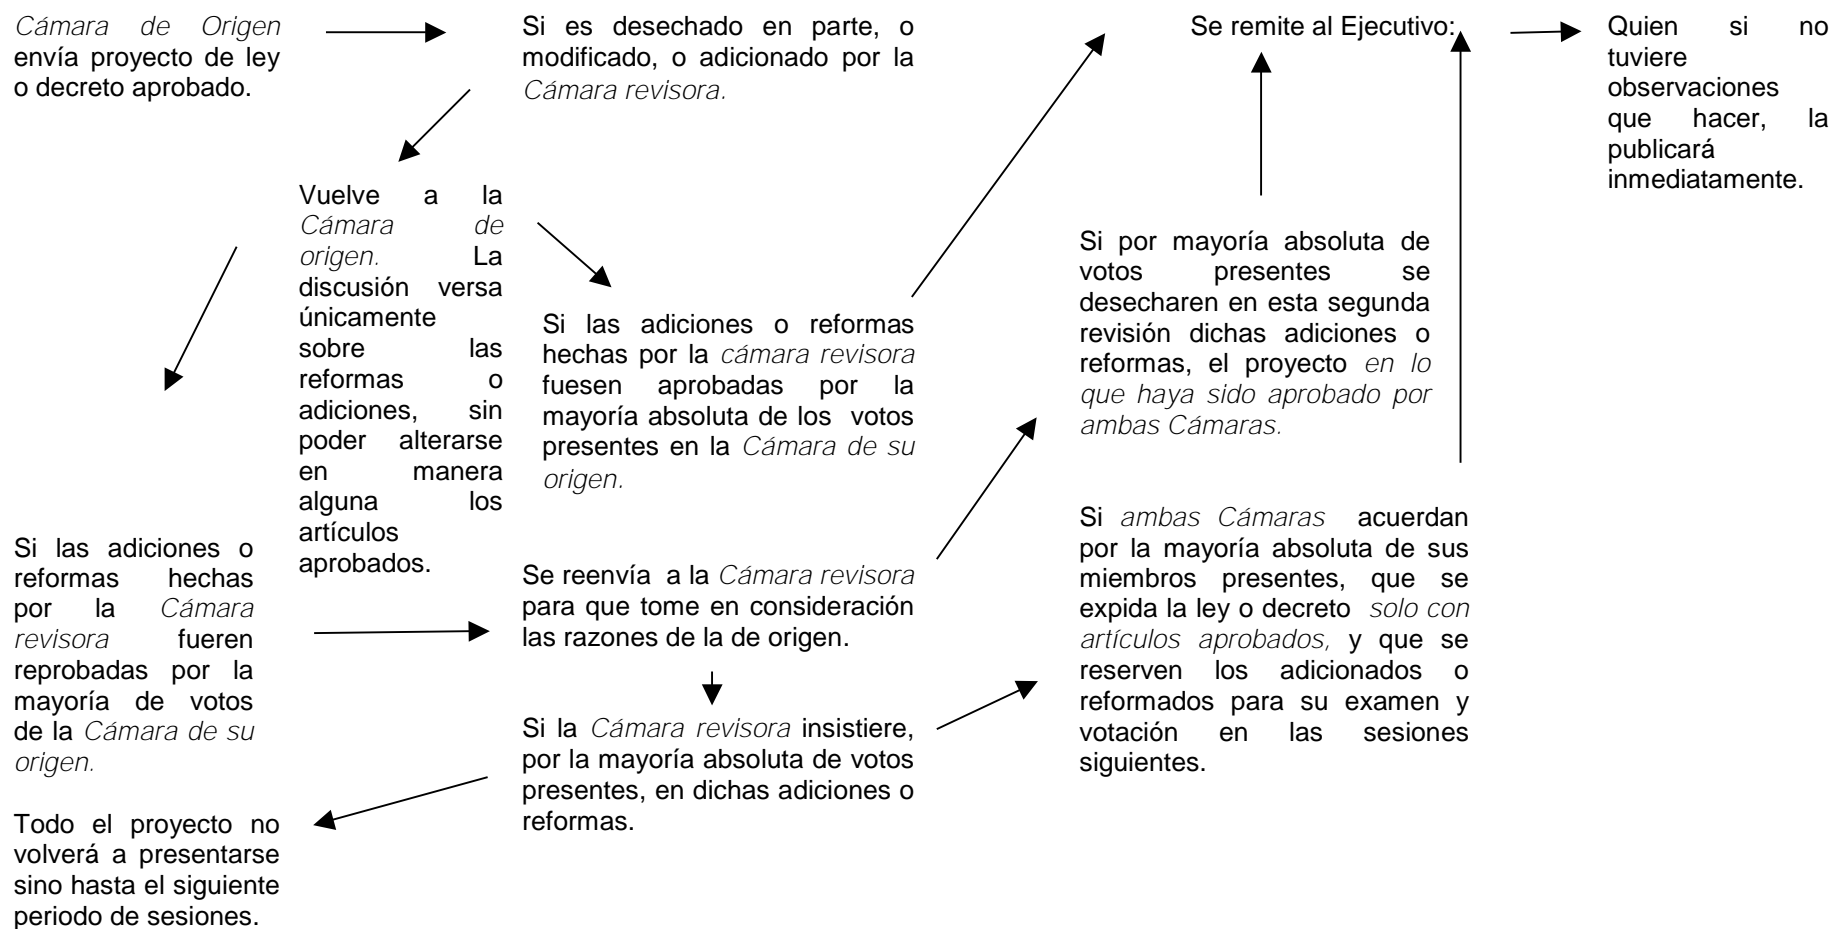 Cámara de Origen
envía proyecto de ley
o decreto aprobado.
Si es desechado en parte, o
modificado, o adicionado por la
Cámara revisora.
Se remite al Ejecutivo:
Quien si no
tuviere
observaciones
que hacer, la
publicará
inmediatamente.
Vuelve a la
Cámara de
origen. La
discusión versa
únicamente
sobre las
reformas o
adiciones, sin
poder alterarse
en manera
alguna los
artículos
aprobados.
Si las adiciones o reformas
hechas por la cámara revisora
fuesen aprobadas por la
mayoría absoluta de los votos
presentes en la Cámara de su
origen.
Si por mayoría absoluta de
votos presentes se
desecharen en esta segunda
revisión dichas adiciones o
reformas, el proyecto en lo
que haya sido aprobado por
ambas Cámaras.
Si las adiciones o
reformas hechas
por la Cámara
revisora fueren
reprobadas por la
mayoría de votos
de la Cámara de su
origen.
Se reenvía a la Cámara revisora
para que tome en consideración
las razones de la de origen.
Si ambas Cámaras acuerdan
por la mayoría absoluta de sus
miembros presentes, que se
expida la ley o decreto solo con
artículos aprobados, y que se
reserven los adicionados o
reformados para su examen y
votación en las sesiones
siguientes.
Si la Cámara revisora insistiere,
por la mayoría absoluta de votos
presentes, en dichas adiciones o
reformas.
Todo el proyecto no
volverá a presentarse
sino hasta el siguiente
periodo de sesiones.